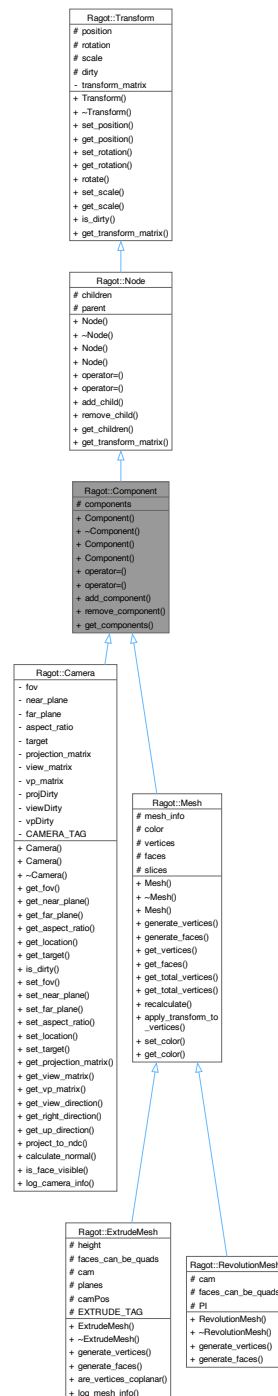 Ragot::Transform
# position
# rotation
# scale
# dirty
- transform_matrix
+ Transform()
+ ~Transform()
+ set_position()
+ get_position()
+ set_rotation()
+ get_rotation()
+ rotate()
+ set_scale()
+ get_scale()
+ is_dirty()
+ get_transform_matrix()
Ragot::Node
# children
# parent
+ Node()
+ ~Node()
+ Node()
+ Node()
+ operator=()
+ operator=()
+ add_child()
+ remove_child()
+ get_children()
+ get_transform_matrix()
Ragot::Component
# components
+ Component()
+ ~Component()
+ Component()
+ Component()
+ operator=()
+ operator=()
+ add_component()
+ remove_component()
+ get_components()
Ragot::Camera
- fov
- near_plane
- far_plane
- aspect_ratio
- target
- projection_matrix
- view_matrix
- vp_matrix
- projDirty
- viewDirty
- vpDirty
- CAMERA_TAG
+ Camera()
+ Camera()
+ ~Camera()
+ get_fov()
+ get_near_plane()
+ get_far_plane()
+ get_aspect_ratio()
+ get_location()
+ get_target()
+ is_dirty()
+ set_fov()
+ set_near_plane()
+ set_far_plane()
+ set_aspect_ratio()
+ set_location()
+ set_target()
+ get_projection_matrix()
+ get_view_matrix()
+ get_vp_matrix()
+ get_view_direction()
+ get_right_direction()
+ get_up_direction()
+ project_to_ndc()
+ calculate_normal()
+ is_face_visible()
+ log_camera_info()
Ragot::Mesh
# mesh_info
# color
# vertices
# faces
# slices
+ Mesh()
+ ~Mesh()
+ Mesh()
+ generate_vertices()
+ generate_faces()
+ get_vertices()
+ get_faces()
+ get_total_vertices()
+ get_total_vertices()
+ recalculate()
+ apply_transform_to
_vertices()
+ set_color()
+ get_color()
Ragot::ExtrudeMesh
# height
# faces_can_be_quads
# cam
# planes
# camPos
# EXTRUDE_TAG
+ ExtrudeMesh()
+ ~ExtrudeMesh()
+ generate_vertices()
+ generate_faces()
+ are_vertices_coplanar()
+ log_mesh_info()
Ragot::RevolutionMesh
# cam
# faces_can_be_quads
# PI
+ RevolutionMesh()
+ ~RevolutionMesh()
+ generate_vertices()
+ generate_faces()